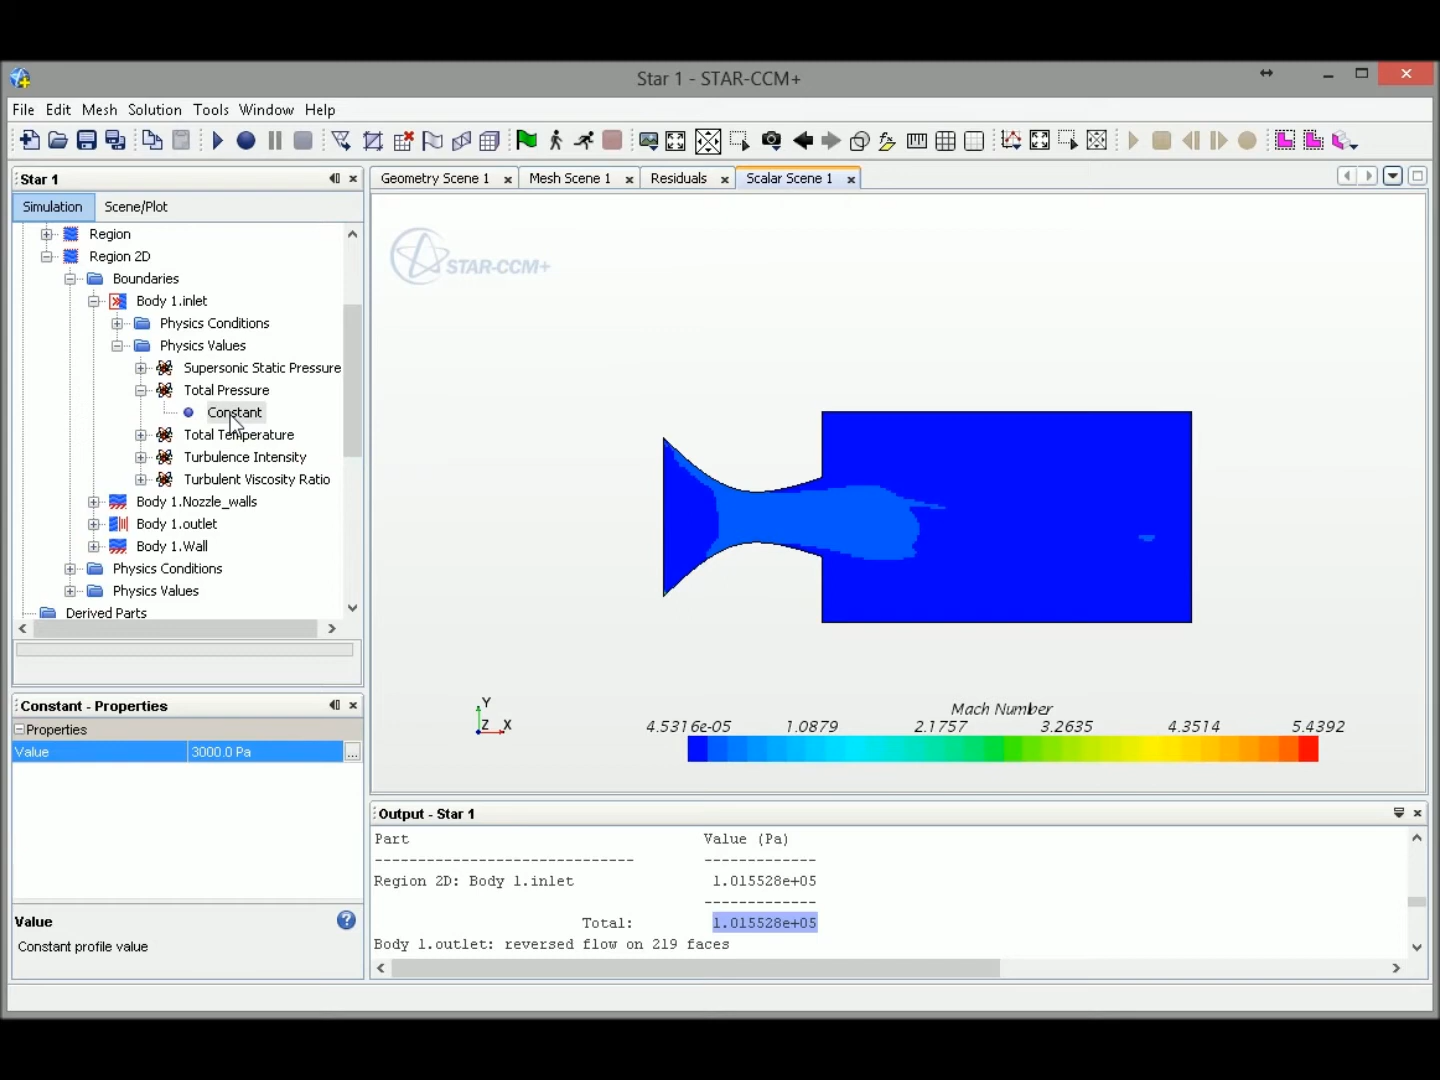 Star 1 - STAR-CCM+
File Edit Mesh Solution Tools Window Help
Star 1
Simulation Scene/Plot
Region
Region 2D
Boundaries
Body 1.inlet
Physics Conditions
Physics Values
Supersonic Static Pressure
Total Pressure
Constant
Total Temperature
Turbulence Intensity
Turbulent Viscosity Ratio
Body 1.Nozzle_walls
Body 1.outlet
Body 1.Wall
Physics Conditions
Physics Values
Derived Parts
Constant - Properties
Properties
Value 3000.0 Pa ...
Value
Constant profile value
Geometry Scene 1 Mesh Scene 1 Residuals Scalar Scene 1
STAR-CCM+
Y
Z X
Mach Number
4.5316e-05 1.0879 2.1757 3.2635 4.3514 5.4392
Output - Star 1
Part Value (Pa)
----------------------------- -------------
Region 2D: Body 1.inlet 1.015528e+05
-------------
Total: 1.015528e+05
Body 1.outlet: reversed flow on 219 faces